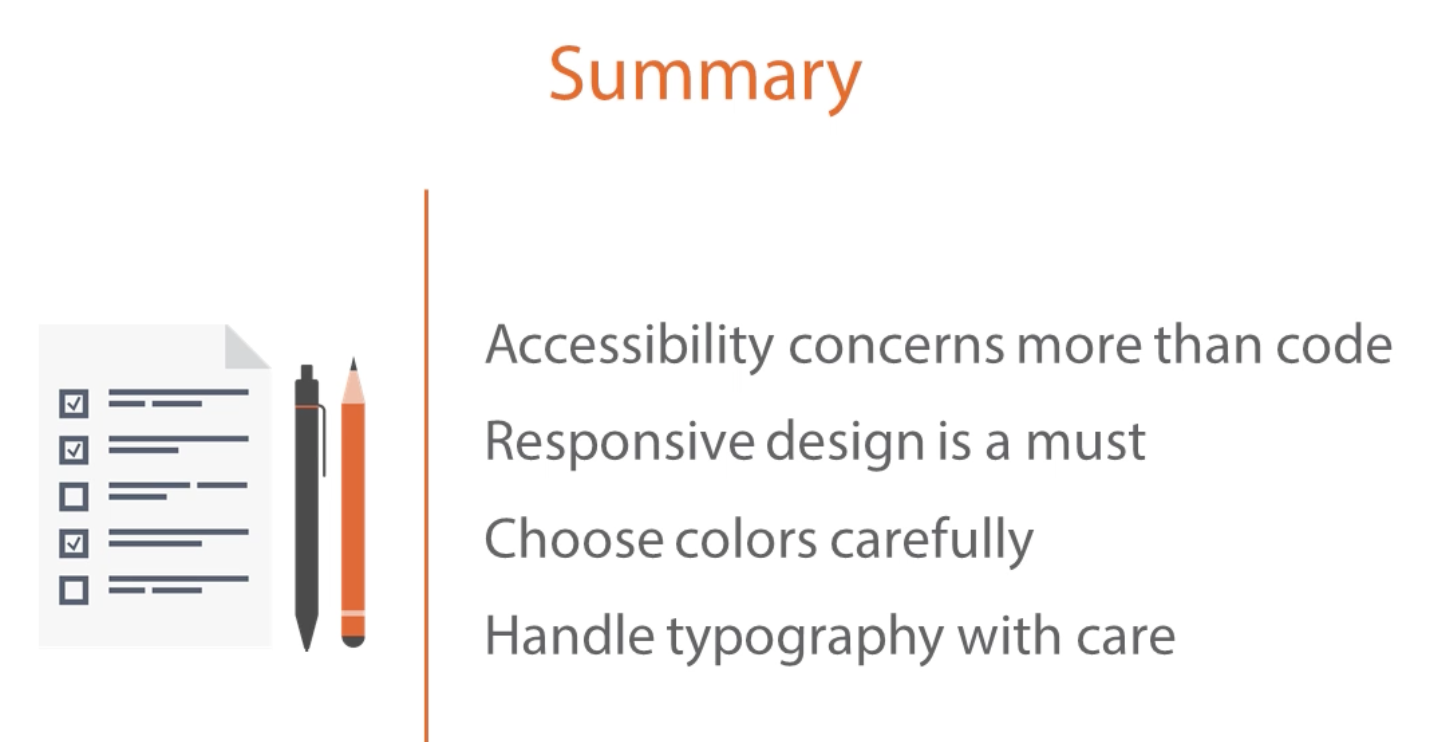 Summary
Accessibility concerns more than code
Responsive design is a must
Choose colors carefully
Handle typography with care